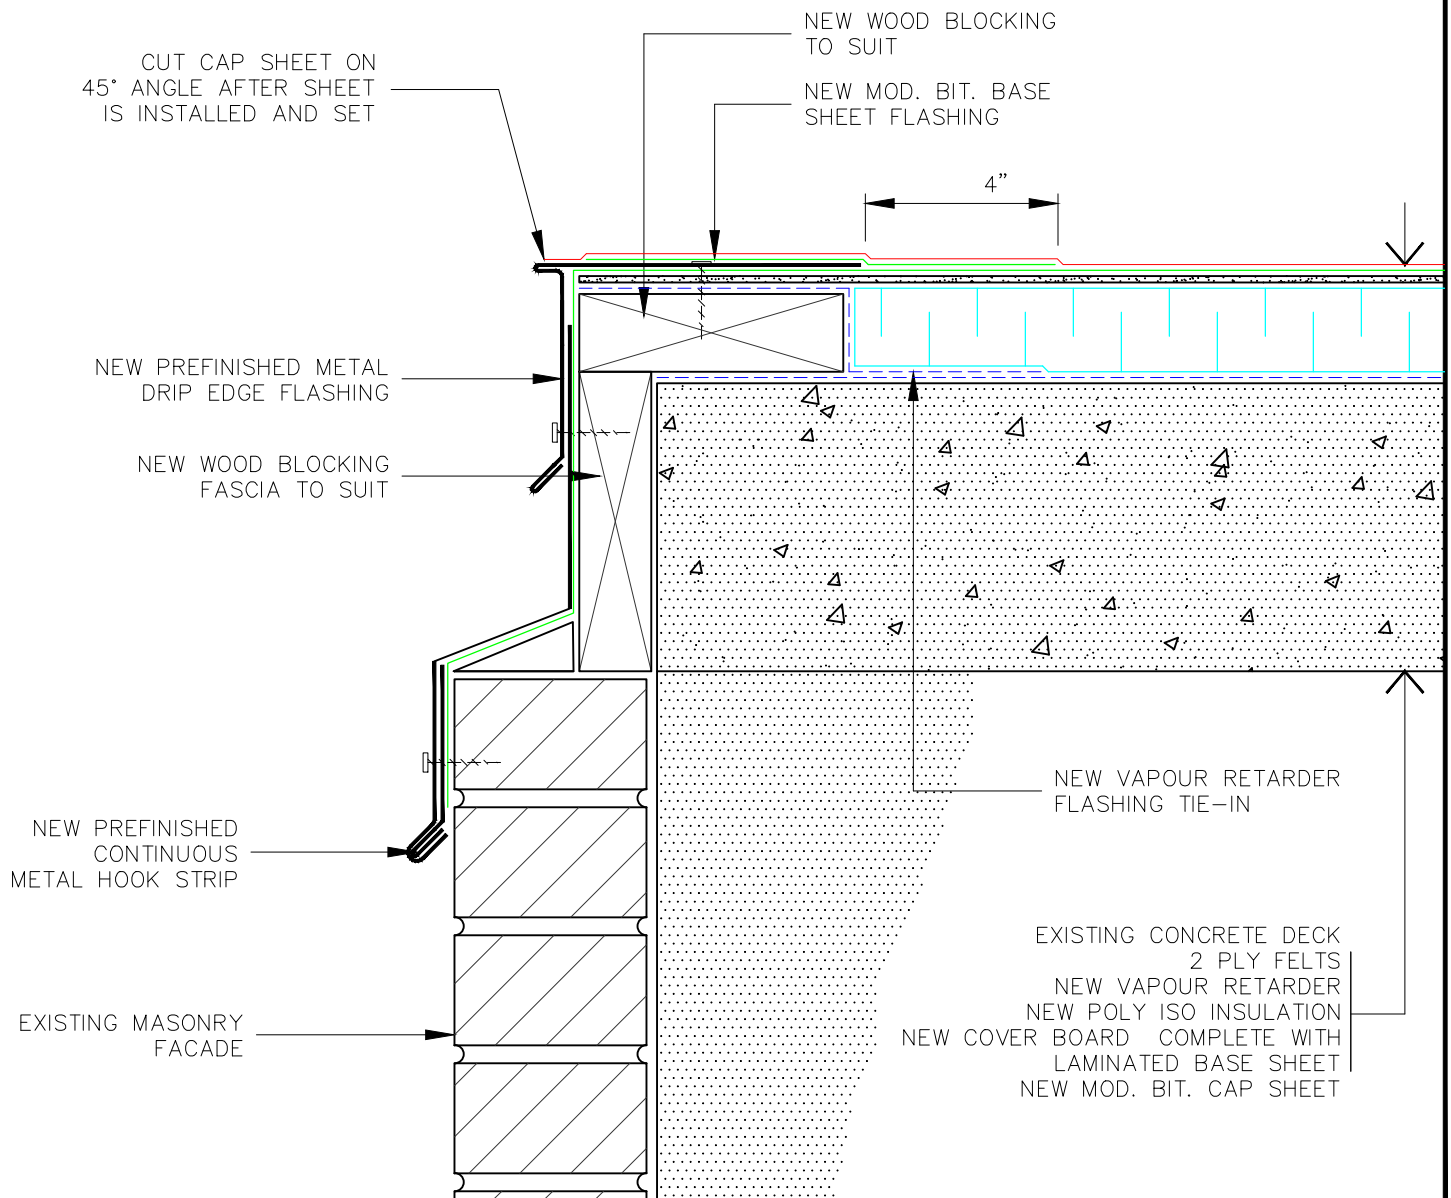 NEW WOOD BLOCKING
TO SUIT
CUT CAP SHEET ON
45° ANGLE AFTER SHEET
IS INSTALLED AND SET
NEW MOD. BIT. BASE
SHEET FLASHING
4"
NEW PREFINISHED METAL
DRIP EDGE FLASHING
NEW WOOD BLOCKING
FASCIA TO SUIT
NEW VAPOUR RETARDER
FLASHING TIE-IN
NEW PREFINISHED
CONTINUOUS
METAL HOOK STRIP
EXISTING CONCRETE DECK
2 PLY FELTS
NEW VAPOUR RETARDER
NEW POLY ISO INSULATION
NEW COVER BOARD COMPLETE WITH
LAMINATED BASE SHEET
NEW MOD. BIT. CAP SHEET
EXISTING MASONRY
FACADE